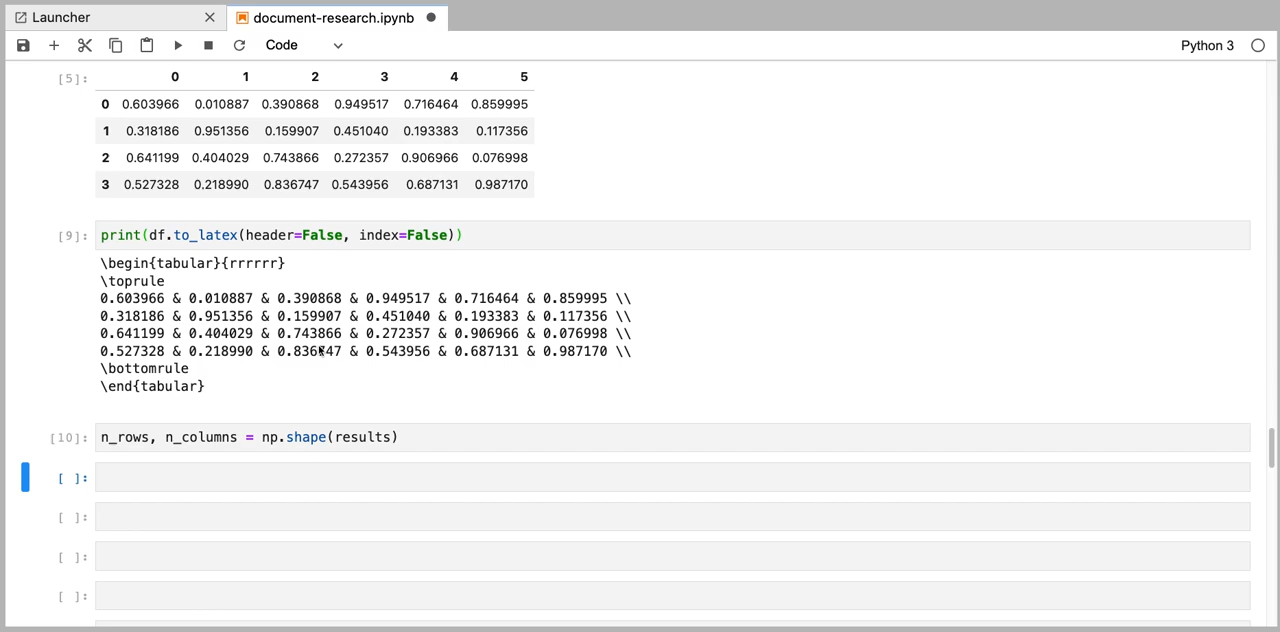 Launcher
document-research.ipynb
Code
Python 3
[5]: 0 1 2 3 4 5
0 0.603966 0.010887 0.390868 0.949517 0.716464 0.859995
1 0.318186 0.951356 0.159907 0.451040 0.193383 0.117356
2 0.641199 0.404029 0.743866 0.272357 0.906966 0.076998
3 0.527328 0.218990 0.836747 0.543956 0.687131 0.987170
[9]: print(df.to_latex(header=False, index=False))
\begin{tabular}{rrrrrr}
\toprule
0.603966 & 0.010887 & 0.390868 & 0.949517 & 0.716464 & 0.859995 \\
0.318186 & 0.951356 & 0.159907 & 0.451040 & 0.193383 & 0.117356 \\
0.641199 & 0.404029 & 0.743866 & 0.272357 & 0.906966 & 0.076998 \\
0.527328 & 0.218990 & 0.836747 & 0.543956 & 0.687131 & 0.987170 \\
\bottomrule
\end{tabular}
[10]: n_rows, n_columns = np.shape(results)
[ ]:
[ ]:
[ ]:
[ ]: